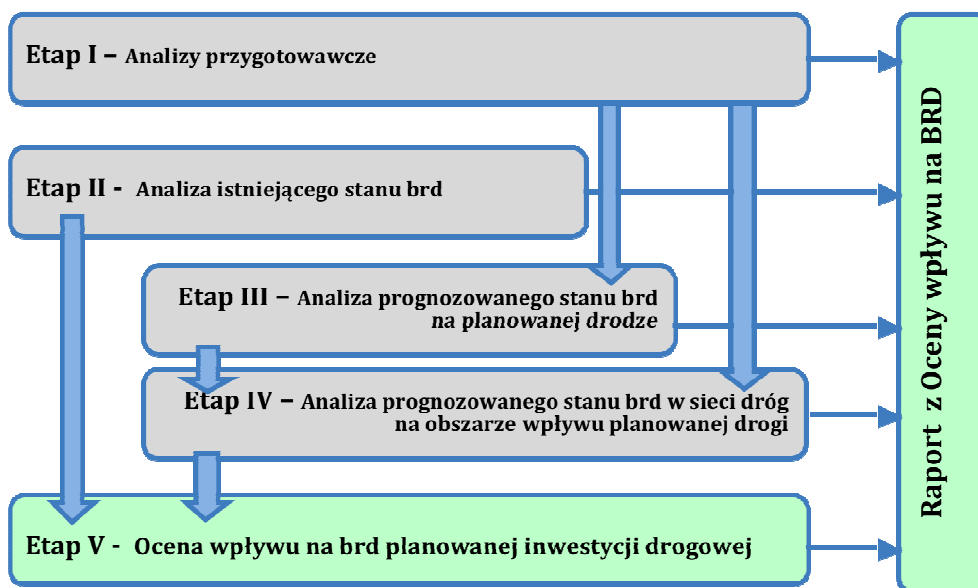 Etap I – Analizy przygotowawcze
Etap II - Analiza istniejącego stanu brd
Etap III – Analiza prognozowanego stanu brd
na planowanej drodze
Etap IV – Analiza prognozowanego stanu brd w sieci dróg
na obszarze wpływu planowanej drogi
Etap V - Ocena wpływu na brd planowanej inwestycji drogowej
Raport z Oceny wpływu na BRD